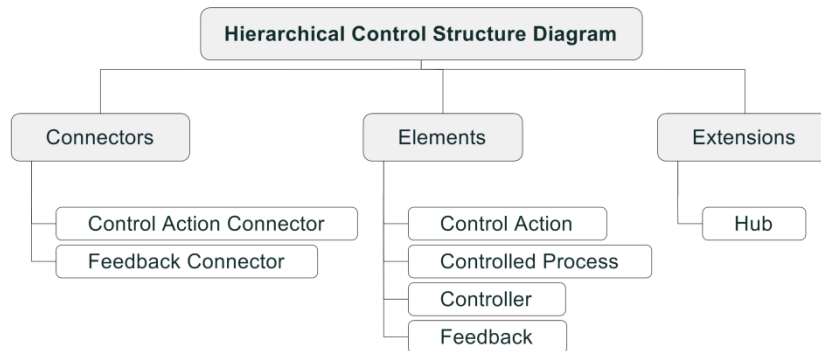 Hierarchical Control Structure Diagram
Connectors
Elements
Extensions
Control Action Connector
Feedback Connector
Control Action
Controlled Process
Controller
Feedback
Hub